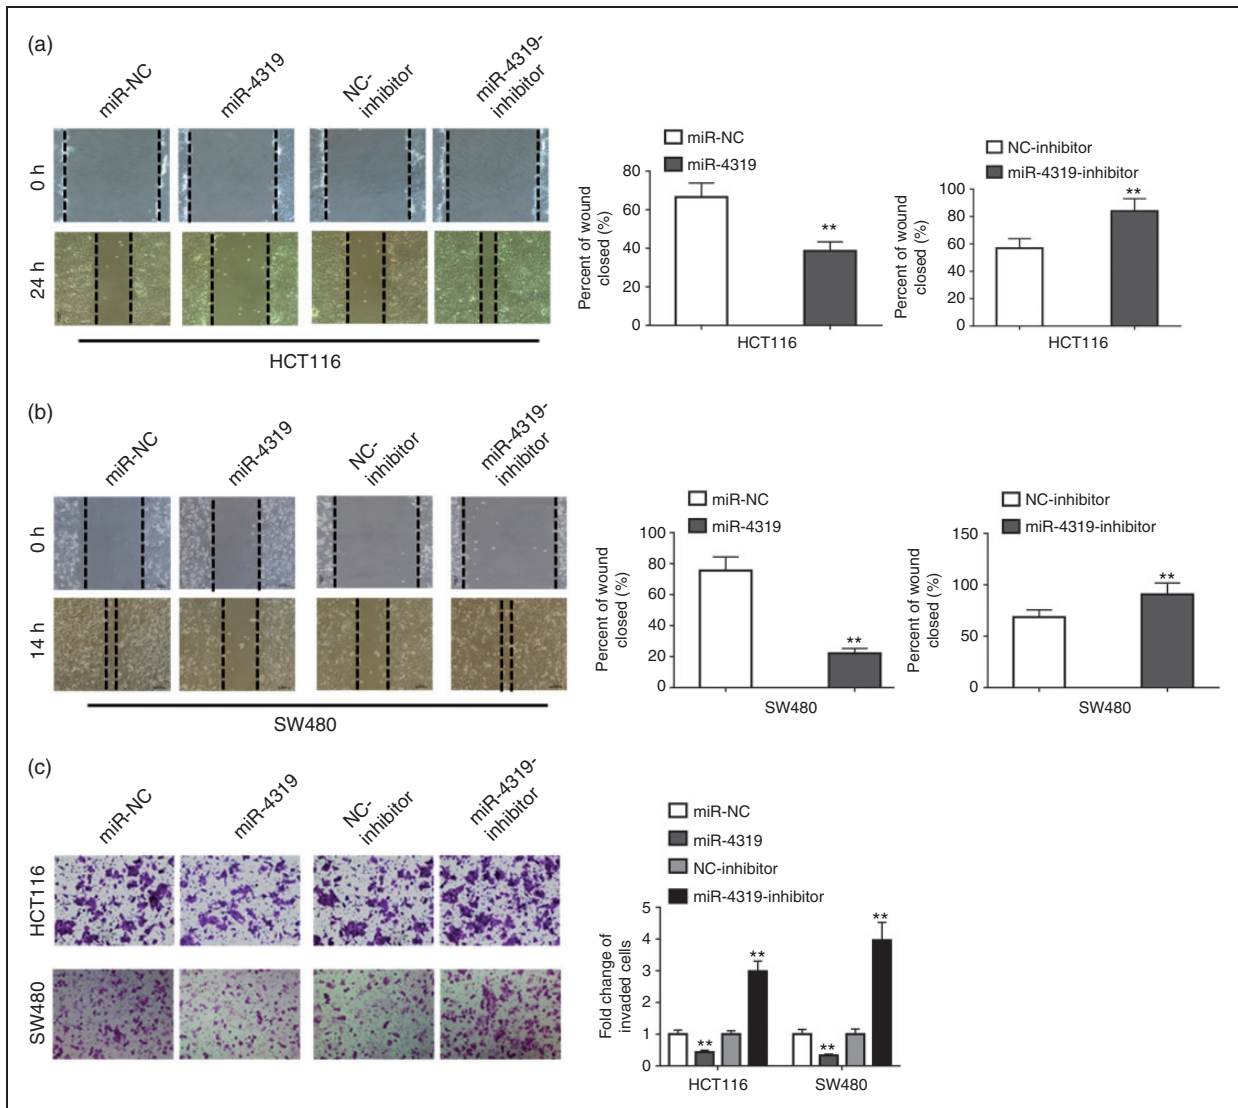 (a)
miR-NC
miR-4319
NC-
inhibitor
miR-4319-
inhibitor
0 h
24 h
HCT116
miR-NC
miR-4319
Percent of wound
closed (%)
80
60
40
20
0
**
HCT116
NC-inhibitor
miR-4319-inhibitor
Percent of wound
closed (%)
100
80
60
40
20
0
**
HCT116
(b)
miR-NC
miR-4319
NC-
inhibitor
miR-4319-
inhibitor
0 h
14 h
SW480
miR-NC
miR-4319
Percent of wound
closed (%)
100
80
60
40
20
0
**
SW480
NC-inhibitor
miR-4319-inhibitor
Percent of wound
closed (%)
150
100
50
0
**
SW480
(c)
miR-NC
miR-4319
NC-
inhibitor
miR-4319-
inhibitor
HCT116
SW480
miR-NC
miR-4319
NC-inhibitor
miR-4319-inhibitor
Fold change of
invaded cells
5
4
3
2
1
0
**
**
**
**
HCT116
SW480